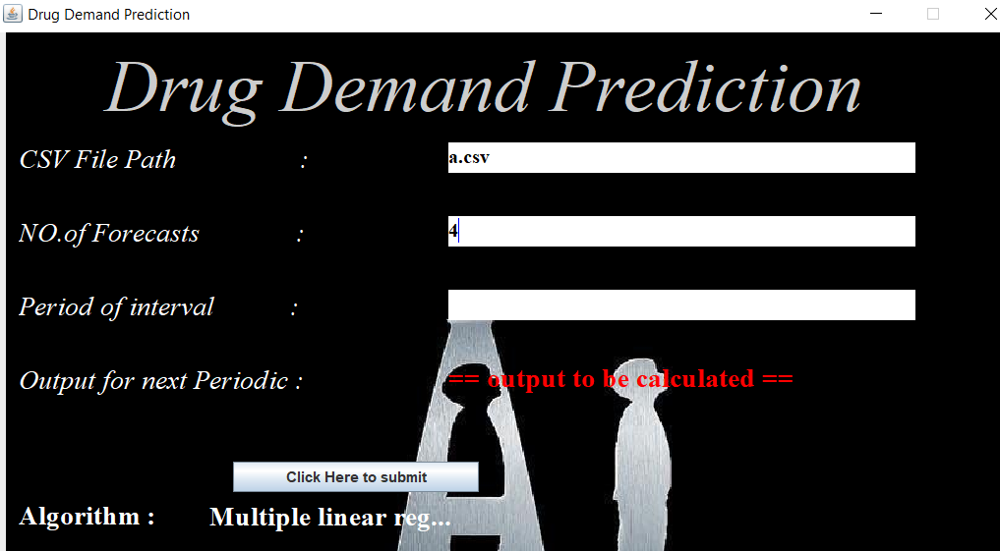 Drug Demand Prediction
Drug Demand Prediction
CSV File Path : a.csv
NO.of Forecasts : 4
Period of interval :
Output for next Periodic : == output to be calculated ==
Click Here to submit
Algorithm : Multiple linear reg...